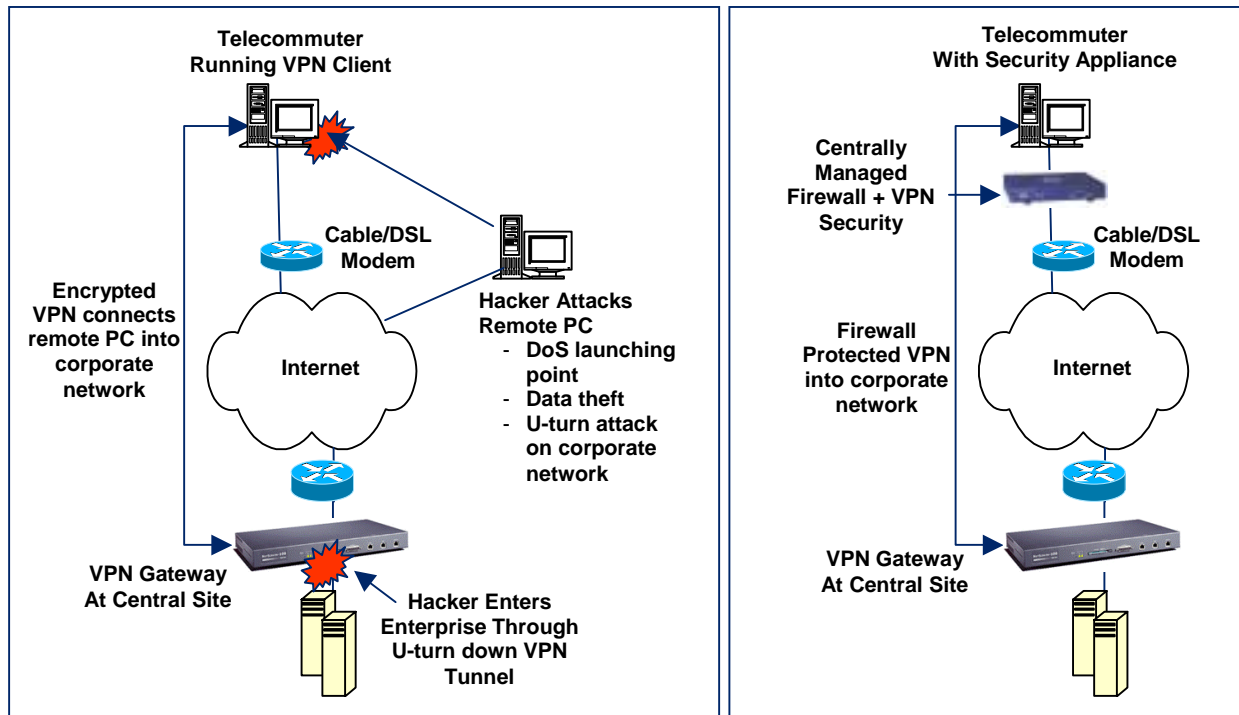 Telecommuter
Running VPN Client
Cable/DSL
Modem
Encrypted
VPN connects
remote PC into
corporate
network
Internet
Hacker Attacks
Remote PC
- DoS launching
point
- Data theft
- U-turn attack
on corporate
network
VPN Gateway
At Central Site
Hacker Enters
Enterprise Through
U-turn down VPN
Tunnel
Telecommuter
With Security Appliance
Centrally
Managed
Firewall + VPN
Security
Cable/DSL
Modem
Firewall
Protected VPN
into corporate
network
Internet
VPN Gateway
At Central Site